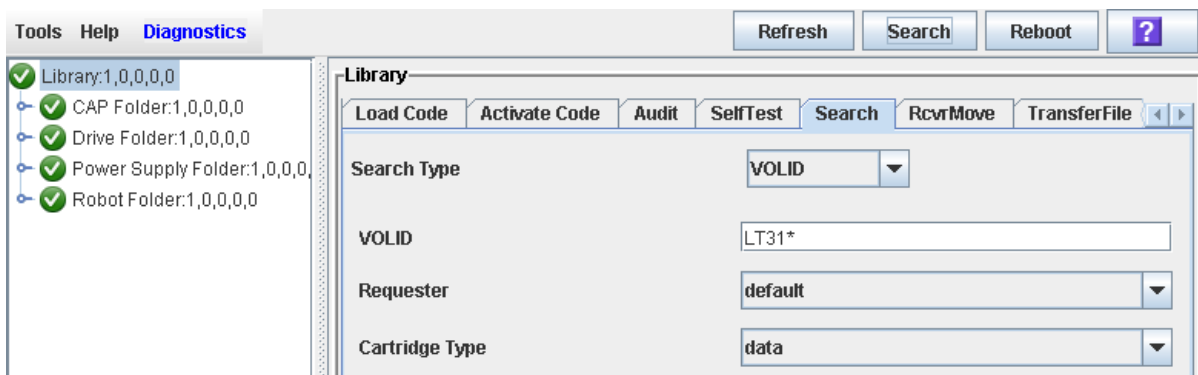 Tools Help Diagnostics Refresh Search Reboot ?
Library:1,0,0,0,0
CAP Folder:1,0,0,0,0
Drive Folder:1,0,0,0,0
Power Supply Folder:1,0,0,0,
Robot Folder:1,0,0,0,0
Library
Load Code Activate Code Audit SelfTest Search RcvrMove TransferFile
Search Type VOLID
VOLID LT31*
Requester default
Cartridge Type data